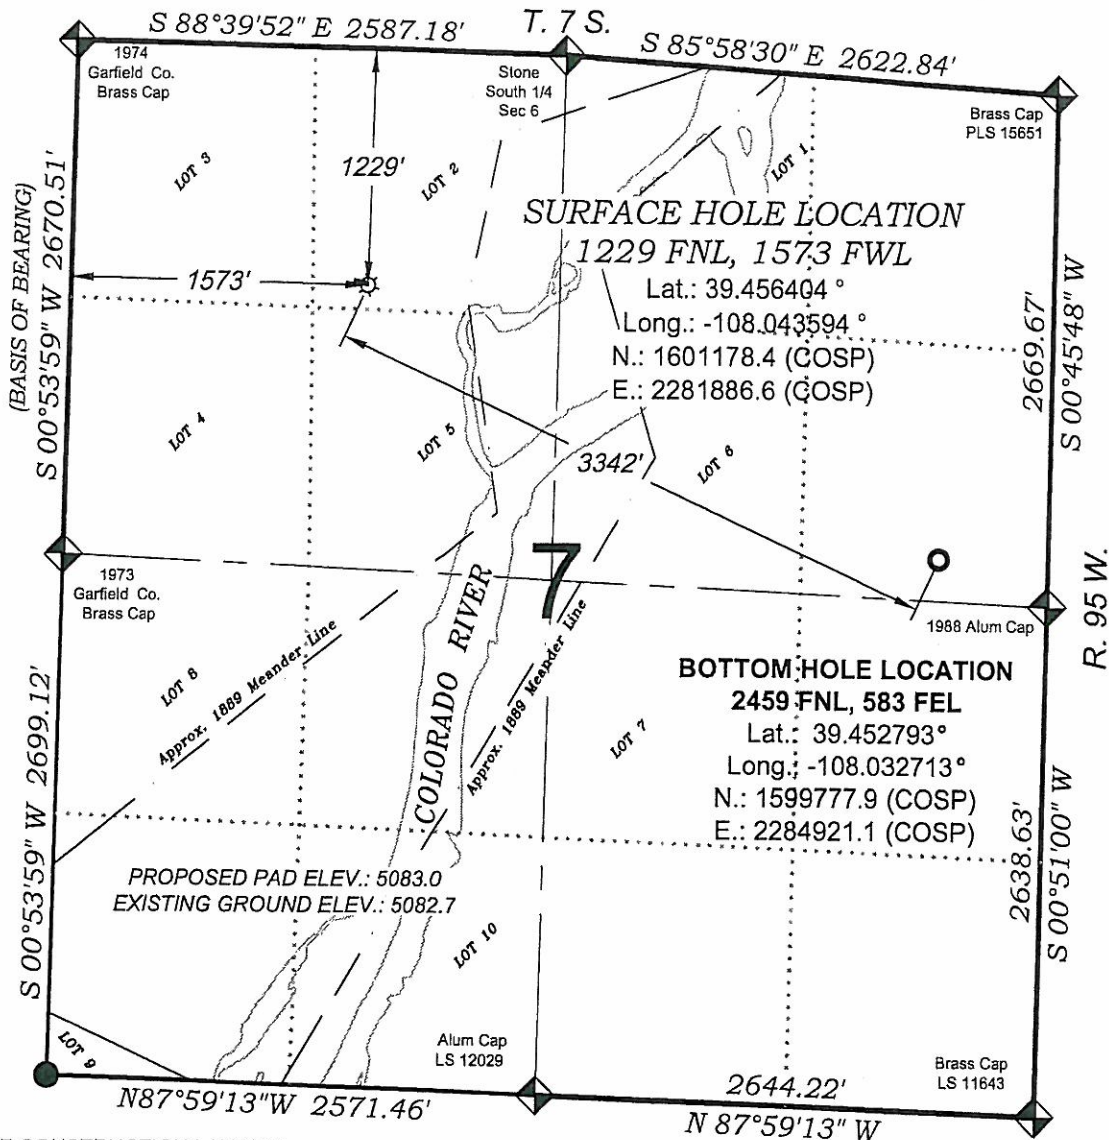 T. 7 S.
S 88°39'52" E 2587.18'
S 85°58'30" E 2622.84'
1974
Garfield Co.
Brass Cap
Stone
South 1/4
Sec 6
Brass Cap
PLS 15651
LOT 3
1229'
LOT 2
LOT 1
(BASIS OF BEARING)
S 00°53'59" W 2670.51'
SURFACE HOLE LOCATION
1229 FNL, 1573 FWL
Lat.: 39.456404 °
Long.: -108.043594 °
N.: 1601178.4 (COSP)
E.: 2281886.6 (COSP)
1573'
2669.67'
S 00°45'48" W
LOT 4
LOT 5
3342'
LOT 6
7
R. 95 W.
1973
Garfield Co.
Brass Cap
1988 Alum Cap
COLORADO RIVER
Approx. 1889 Meander Line
Approx. 1889 Meander Line
LOT 8
LOT 7
BOTTOM HOLE LOCATION
2459 FNL, 583 FEL
Lat.: 39.452793°
Long.: -108.032713°
N.: 1599777.9 (COSP)
E.: 2284921.1 (COSP)
S 00°53'59" W 2699.12'
2638.63'
S 00°51'00" W
PROPOSED PAD ELEV.: 5083.0
EXISTING GROUND ELEV.: 5082.7
LOT 10
LOT 9
Alum Cap
LS 12029
Brass Cap
LS 11643
N87°59'13"W 2571.46'
2644.22'
N 87°59'13" W